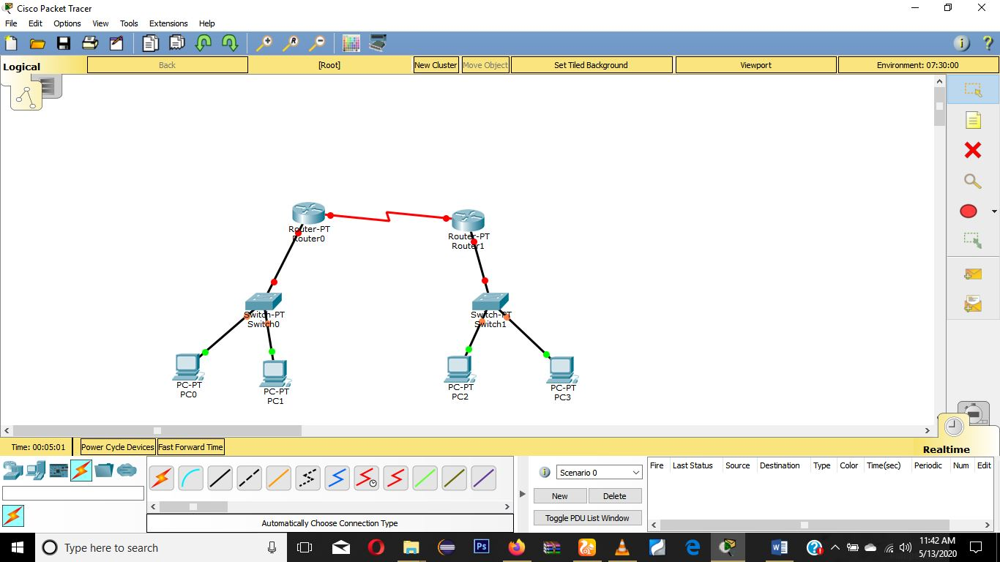 Cisco Packet Tracer
File Edit Options View Tools Extensions Help
R
i ?
Logical Back [Root] New Cluster Move Object Set Tiled Background Viewport Environment: 07:30:00
Router-PT
Router0
Router-PT
Router1
Switch-PT
Switch0
Switch-PT
Switch1
PC-PT
PC0
PC-PT
PC1
PC-PT
PC2
PC-PT
PC3
Time: 00:05:01 Power Cycle Devices Fast Forward Time Realtime
i Scenario 0
New Delete
Toggle PDU List Window
Fire Last Status Source Destination Type Color Time(sec) Periodic Num Edit
Automatically Choose Connection Type
Type here to search
Ps
W
?
11:42 AM
5/13/2020